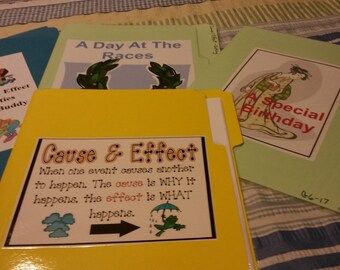 A Day At The
Races
Effect
A Special
Birthday
Cause & Effect
When one event causes another
to happen. The cause is WHY it
happens, the effect is WHAT
happens.